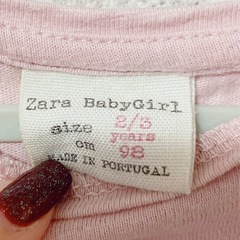 Zara BabyGirl
size 2/3
years
cm 98
MADE IN PORTUGAL